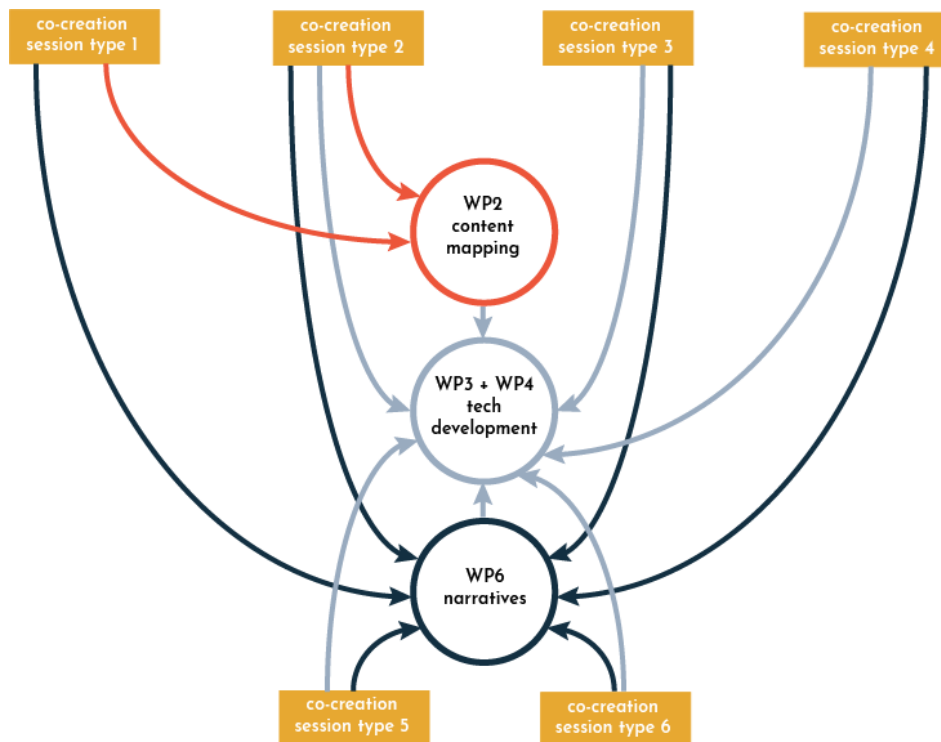 co-creation
session type 1
co-creation
session type 2
co-creation
session type 3
co-creation
session type 4
WP2
content
mapping
WP3 + WP4
tech
development
WP6
narratives
co-creation
session type 5
co-creation
session type 6